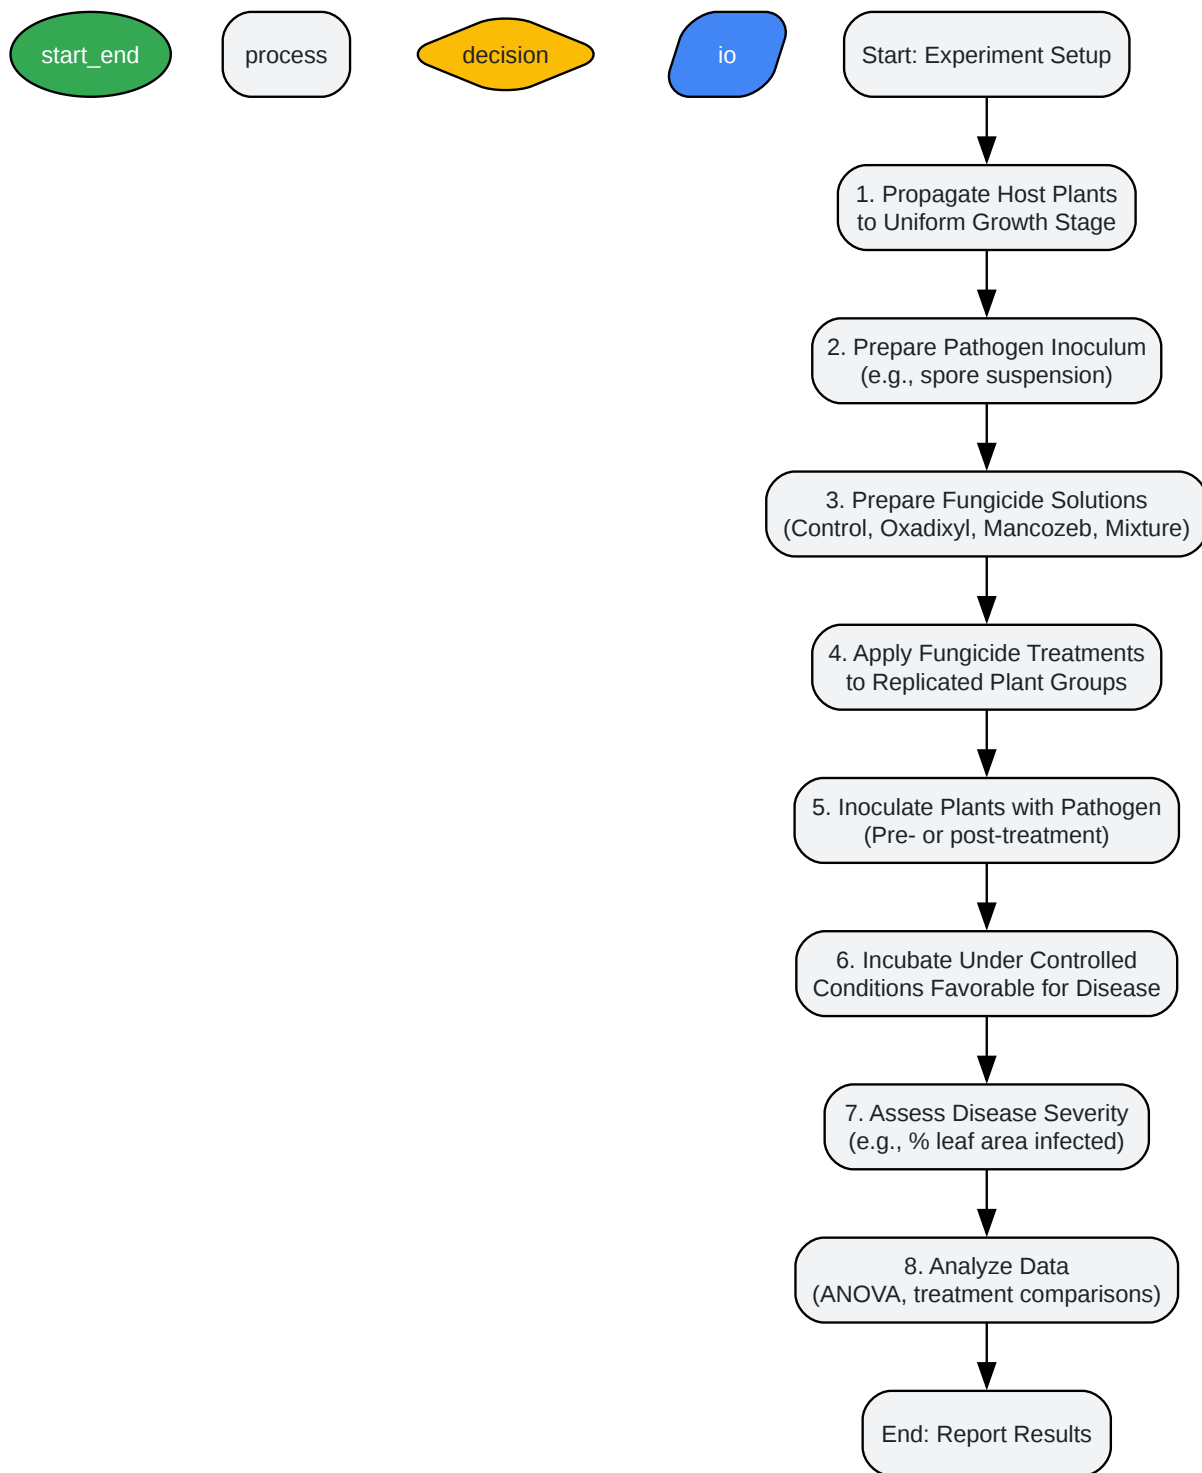 start_end
process
decision
io
Start: Experiment Setup
1. Propagate Host Plants
to Uniform Growth Stage
2. Prepare Pathogen Inoculum
(e.g., spore suspension)
3. Prepare Fungicide Solutions
(Control, Oxadixyl, Mancozeb, Mixture)
4. Apply Fungicide Treatments
to Replicated Plant Groups
5. Inoculate Plants with Pathogen
(Pre- or post-treatment)
6. Incubate Under Controlled
Conditions Favorable for Disease
7. Assess Disease Severity
(e.g., % leaf area infected)
8. Analyze Data
(ANOVA, treatment comparisons)
End: Report Results